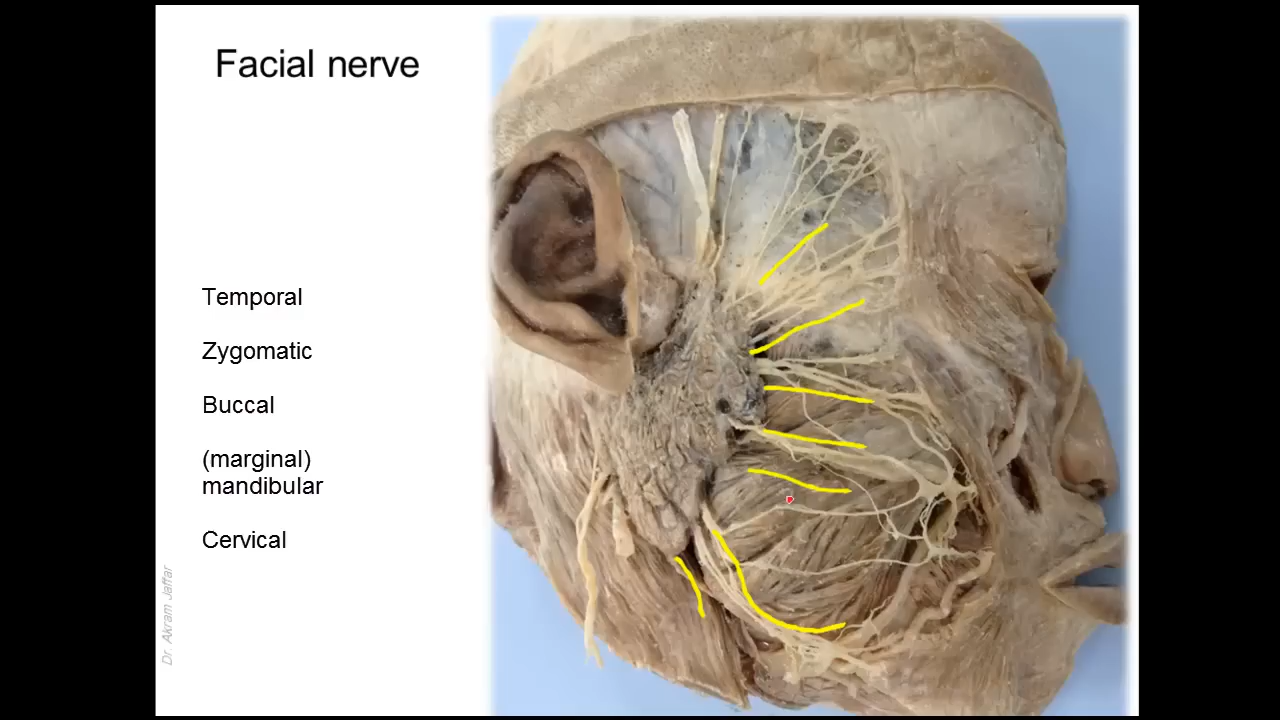 Facial nerve
Temporal
Zygomatic
Buccal
(marginal)
mandibular
Cervical
Dr. Akram Jaffar